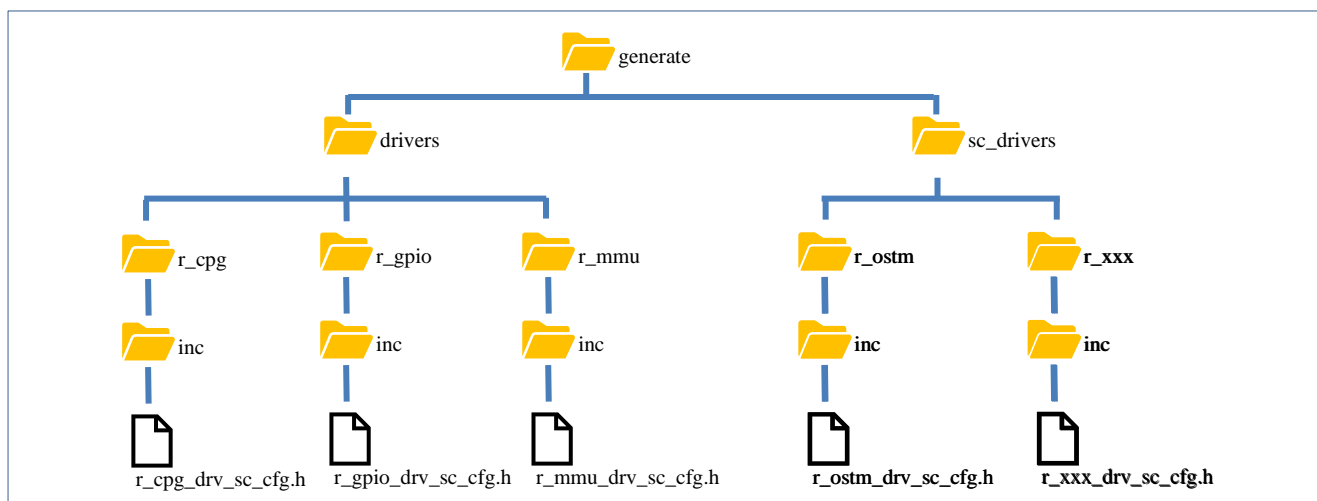 generate
drivers
sc_drivers
r_cpg
r_gpio
r_mmu
r_ostm
r_xxx
inc
inc
inc
inc
inc
r_cpg_drv_sc_cfg.h
r_gpio_drv_sc_cfg.h
r_mmu_drv_sc_cfg.h
r_ostm_drv_sc_cfg.h
r_xxx_drv_sc_cfg.h